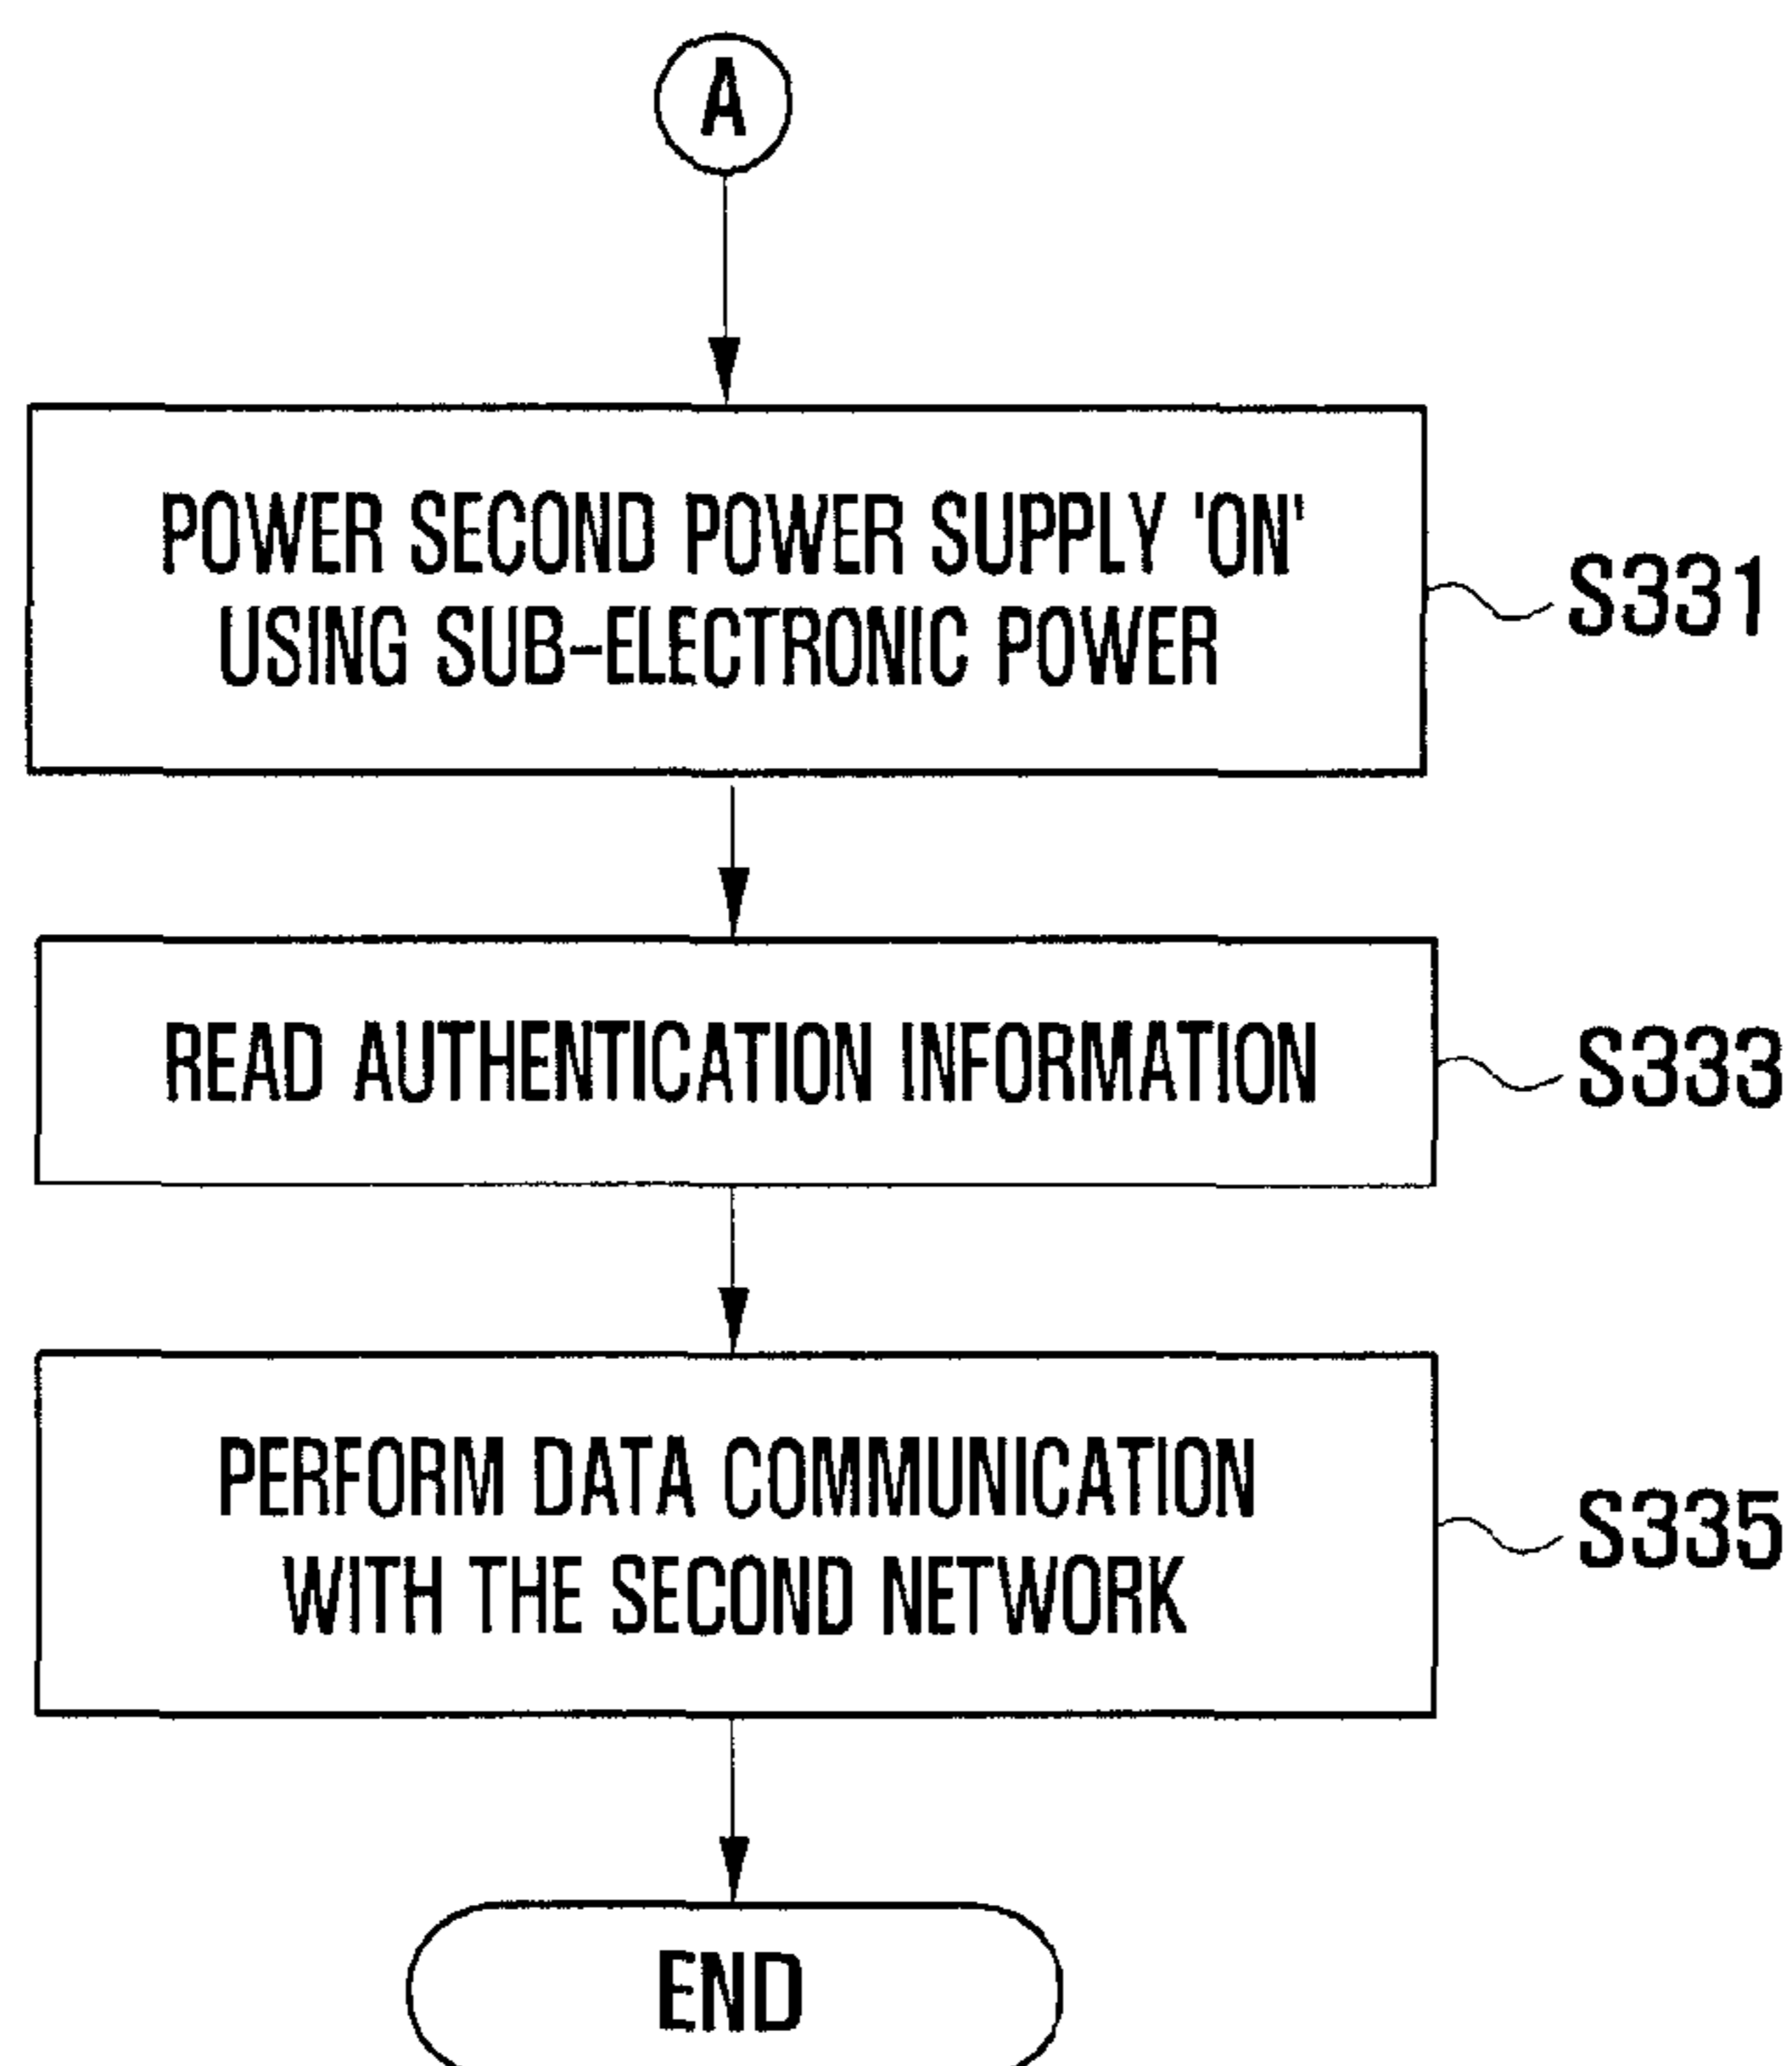 A
POWER SECOND POWER SUPPLY 'ON'
USING SUB-ELECTRONIC POWER
S331
READ AUTHENTICATION INFORMATION
S333
PERFORM DATA COMMUNICATION
WITH THE SECOND NETWORK
S335
END